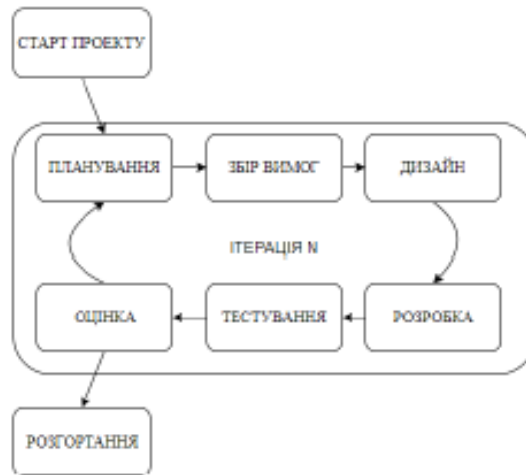 СТАРТ ПРОЕКТУ
ПЛАНУВАННЯ
ЗБІР ВИМОГ
ДИЗАЙН
ІТЕРАЦІЯ N
ОЦІНКА
ТЕСТУВАННЯ
РОЗРОБКА
РОЗГОРТАННЯ